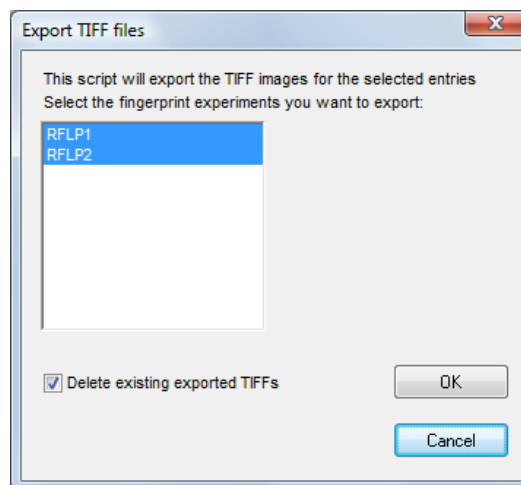 Export TIFF files
This script will export the TIFF images for the selected entries
Select the fingerprint experiments you want to export:
RFLP1
RFLP2
Delete existing exported TIFFs
OK
Cancel